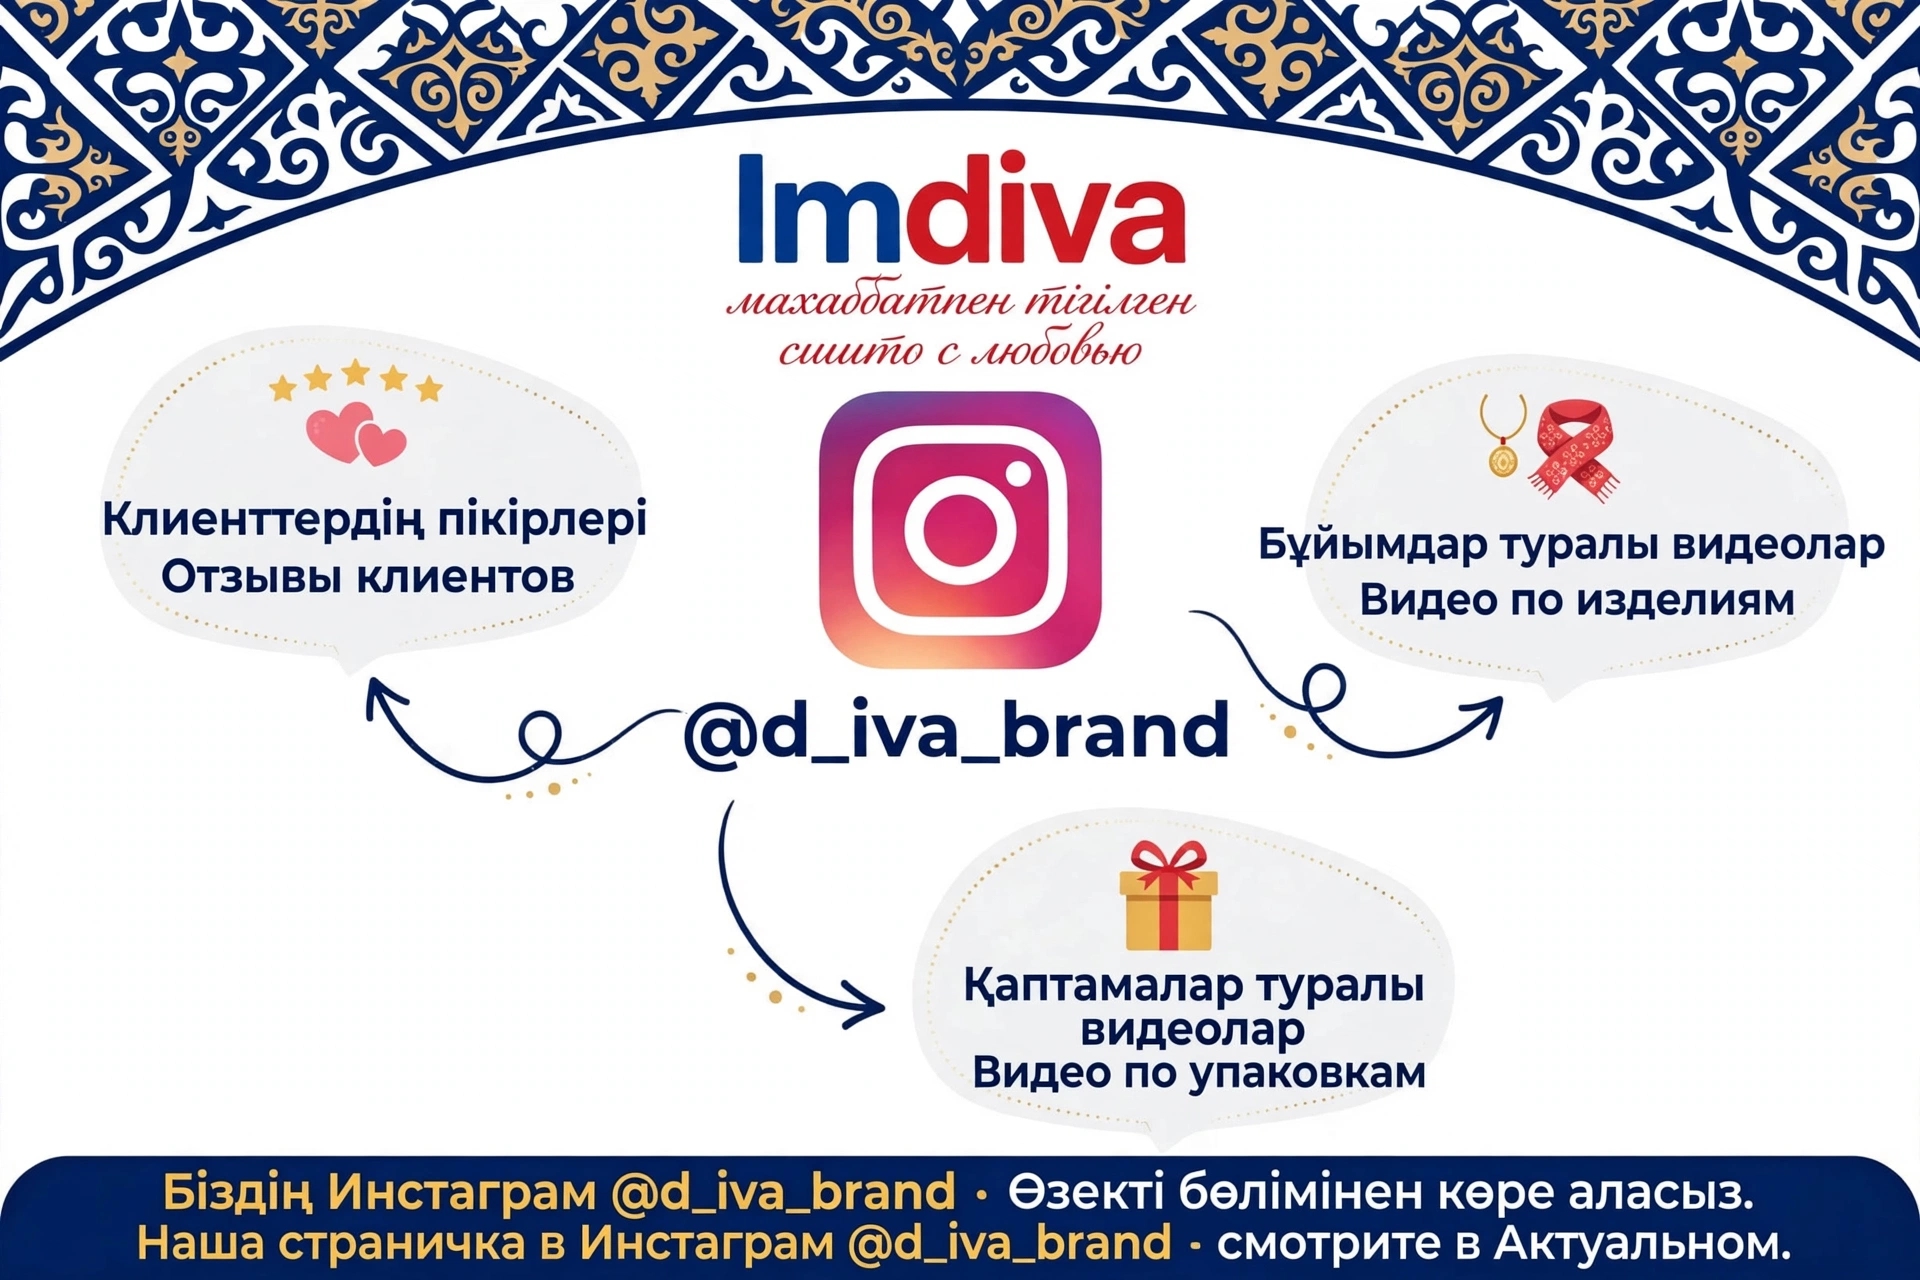 Imdiva
махаббатпен тігілген
сшито с любовью
Клиенттердің пікірлері
Отзывы клиентов
Бұйымдар туралы видеолар
Видео по изделиям
@d_iva_brand
Қаптамалар туралы
видеолар
Видео по упаковкам
Біздің Инстаграм @d_iva_brand · Өзекті бөлімінен көре аласыз.
Наша страничка в Инстаграм @d_iva_brand · смотрите в Актуальном.